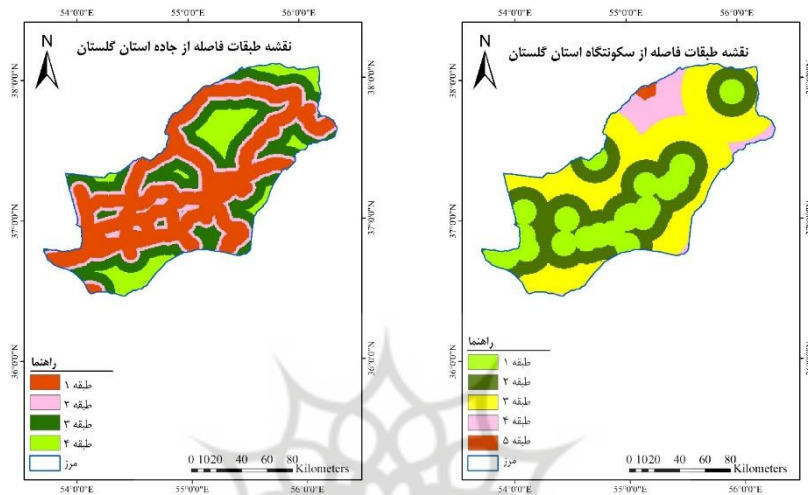 54°0'0"E
55°0'0"E
56°0'0"E
نقشه طبقات فاصله از جاده استان گلستان
N
38°0'0"N
37°0'0"N
36°0'0"N
راهنما
طبقه ۱
طبقه ۲
طبقه ۳
طبقه ۴
مرز
0 10 20 40 60 80
Kilometers
54°0'0"E
55°0'0"E
56°0'0"E
54°0'0"E
55°0'0"E
56°0'0"E
نقشه طبقات فاصله از سکونتگاه استان گلستان
N
38°0'0"N
37°0'0"N
36°0'0"N
راهنما
طبقه ۱
طبقه ۲
طبقه ۳
طبقه ۴
طبقه ۵
مرز
0 10 20 40 60 80
Kilometers
54°0'0"E
55°0'0"E
56°0'0"E